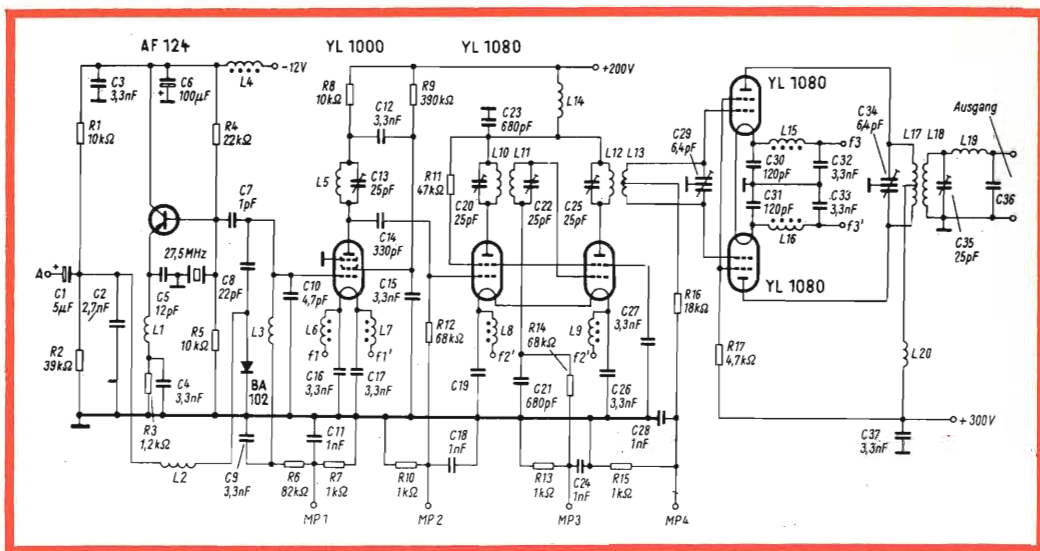 AF 124
YL 1000
YL 1080
C3
3,3nF
C6
100µF
+
L4
-12V
R1
10kΩ
R4
22kΩ
C7
1pF
27,5MHz
A
+
C1
5µF
C2
2,7nF
C5
12pF
L1
R2
39kΩ
C4
3,3nF
R3
1,2kΩ
R5
10kΩ
C8
22pF
BA
102
L2
C9
3,3nF
L3
R8
10kΩ
C12
3,3nF
R9
390kΩ
L5
C13
25pF
C14
330pF
C10
4,7pF
C15
3,3nF
L6
L7
f1
f1'
C16
3,3nF
C17
3,3nF
R12
68kΩ
C11
1nF
R6
82kΩ
R7
1kΩ
MP1
R10
1kΩ
MP2
C18
1nF
+200V
L14
C23
680pF
R11
47kΩ
L10
L11
L12
L13
C20
25pF
C22
25pF
C25
25pF
L8
f2'
L9
f2'
R14
68kΩ
C19
C21
680pF
C26
3,3nF
C27
3,3nF
C28
1nF
R13
1kΩ
C24
1nF
R15
1kΩ
MP3
MP4
R16
18kΩ
C29
6,4pF
YL 1080
YL 1080
L15
f3
C30
120pF
C32
3,3nF
C31
120pF
C33
3,3nF
L16
f3'
R17
4,7kΩ
C34
6,4pF
L17
L18
L19
Ausgang
C36
C35
25pF
L20
+300V
C37
3,3nF